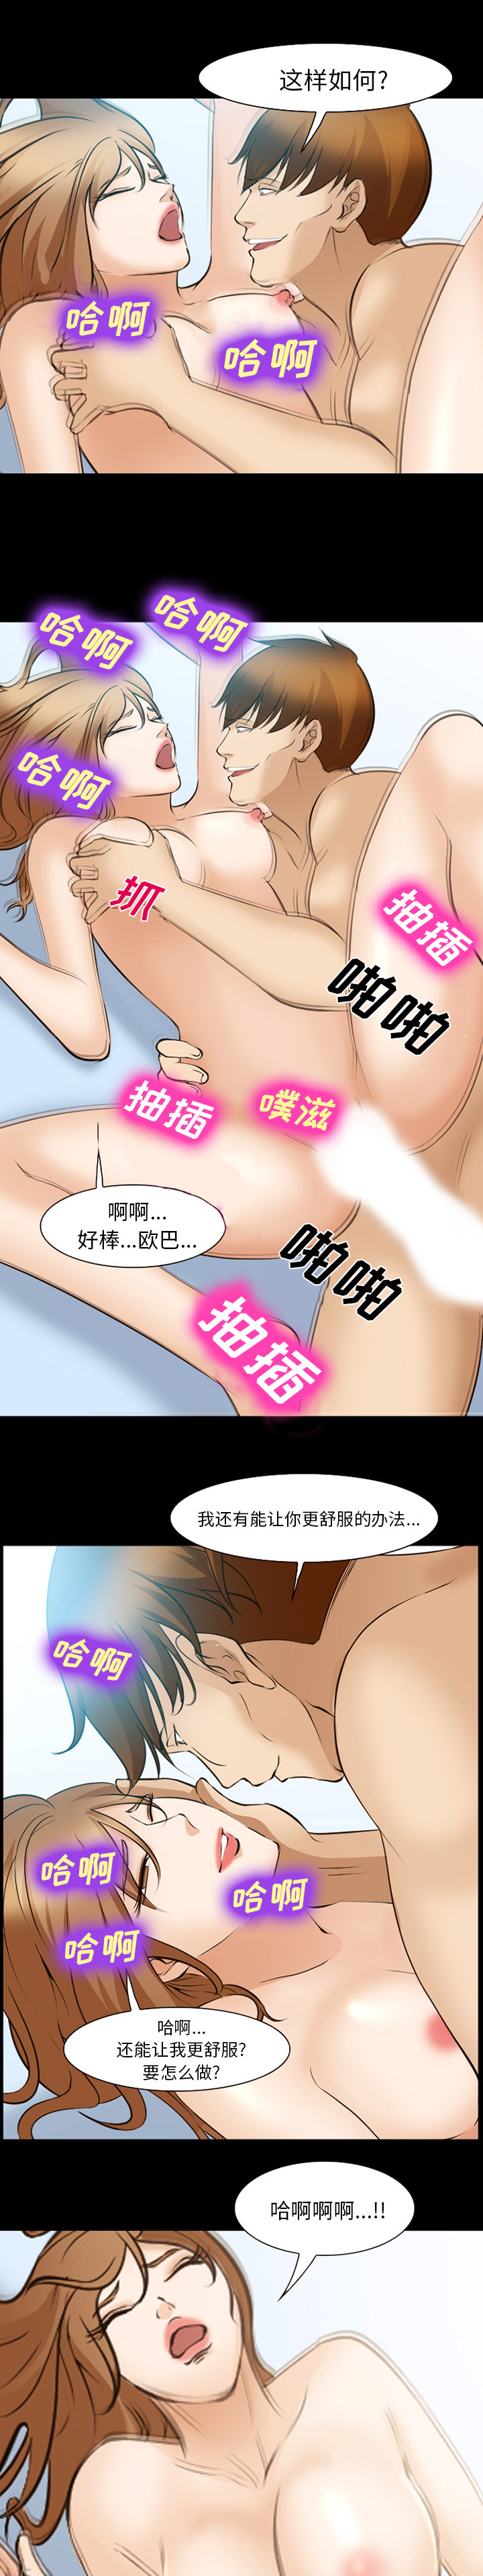 这样如何?
哈啊
哈啊
哈啊
哈啊
哈啊
抓
抽插
啪啪
抽插
噗滋
啊啊...
好棒...欧巴...
啪啪
抽插
我还有能让你更舒服的办法...
哈啊
哈啊
哈啊
哈啊
哈啊...
还能让我更舒服?
要怎么做?
哈啊啊啊...!!